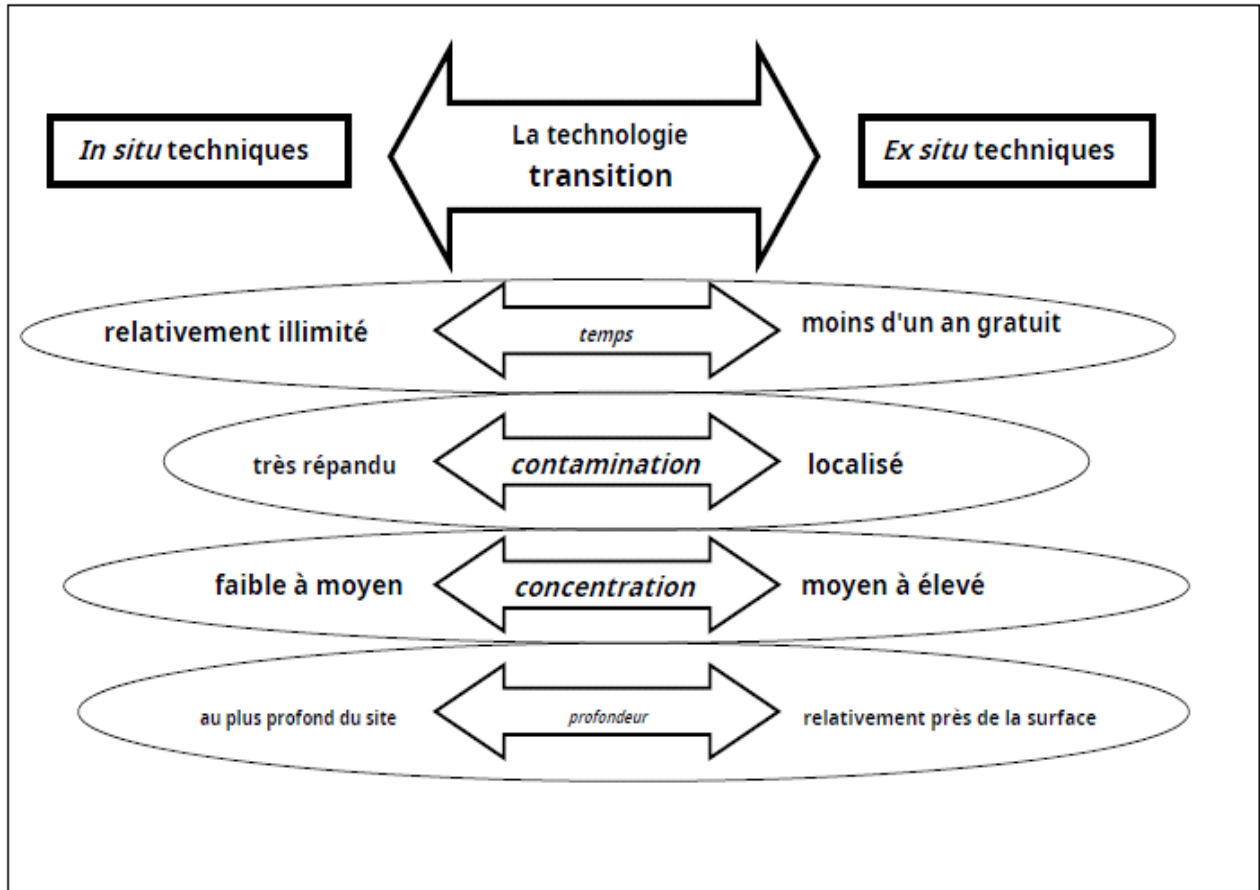 In situ techniques
La technologie
transition
Ex situ techniques
relativement illimité
temps
moins d'un an gratuit
très répandu
contamination
localisé
faible à moyen
concentration
moyen à élevé
au plus profond du site
profondeur
relativement près de la surface